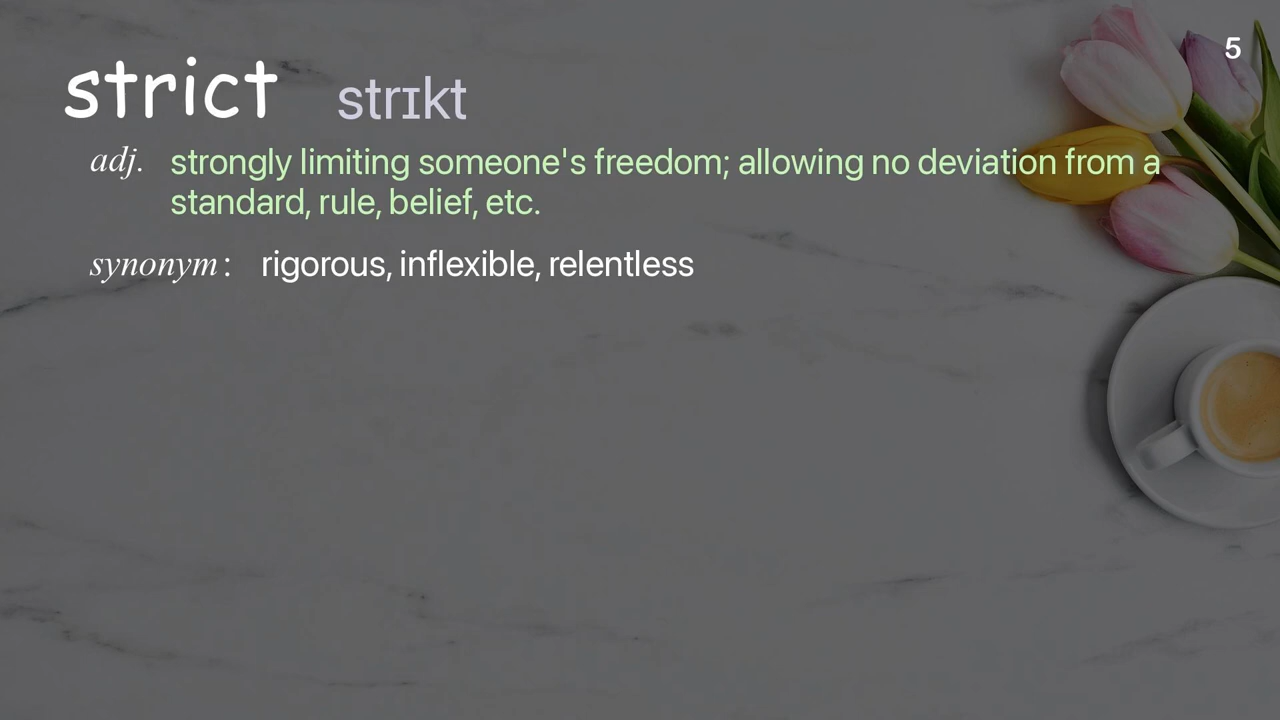 5
strict strɪkt
adj. strongly limiting someone's freedom; allowing no deviation from a
standard, rule, belief, etc.
synonym : rigorous, inflexible, relentless